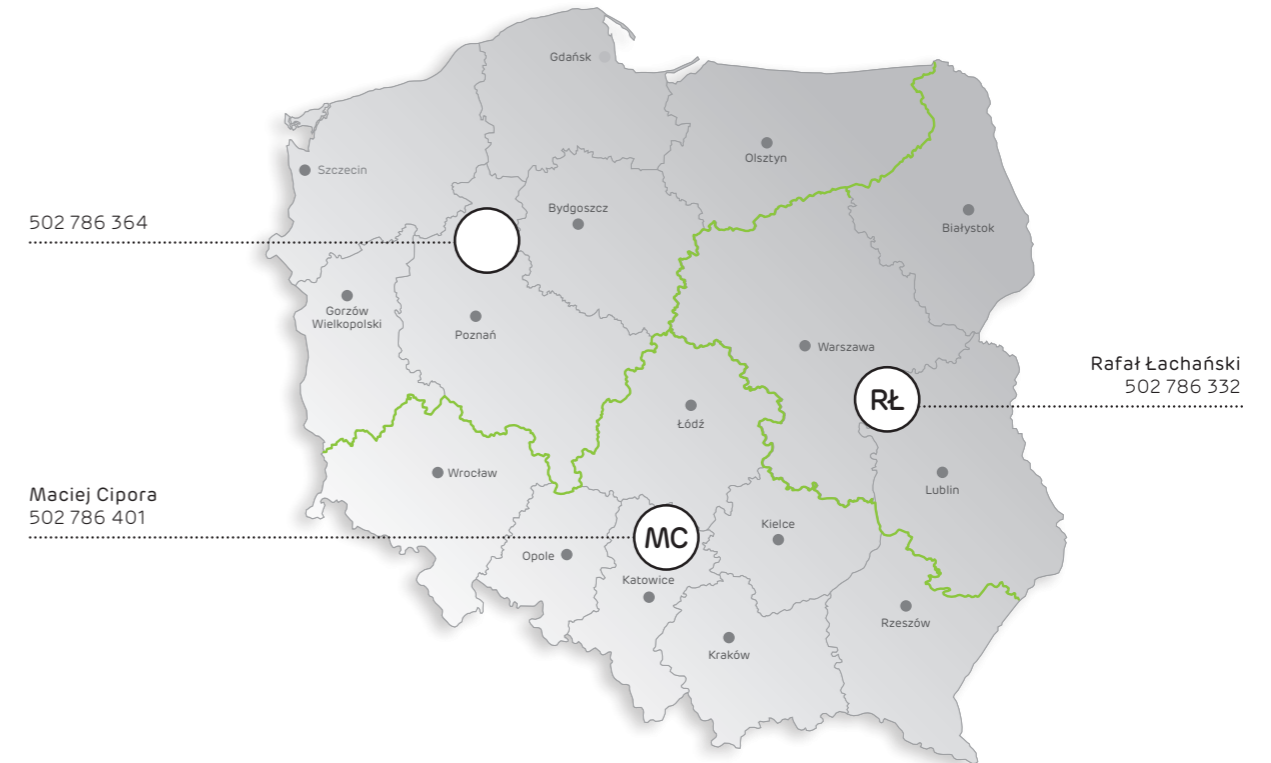 Gdańsk
Olsztyn
Szczecin
Bydgoszcz
Białystok
502 786 364
Gorzów
Wielkopolski
Poznań
Warszawa
Rafał Łachański
502 786 332
RŁ
Łódź
Wrocław
Lublin
Maciej Cipora
502 786 401
MC
Kielce
Opole
Katowice
Rzeszów
Kraków